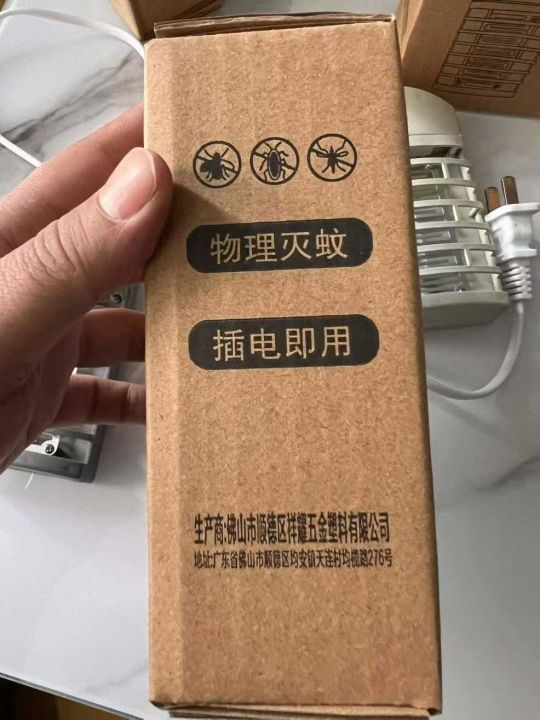 物理灭蚊
插电即用
生产商:佛山市顺德区祥耀五金塑料有限公司
地址:广东省佛山市顺德区均安镇天连村均榄路276号